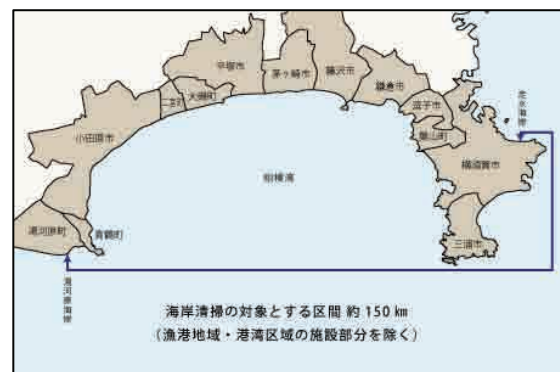 平塚市
茅ヶ崎市
藤沢市
鎌倉市
逗子市
葉山町
横須賀市
三浦市
二宮町
大磯町
小田原市
湯河原町
真鶴町
相模湾
走水海岸
湯河原海岸
海岸清掃の対象とする区間 約150㎞
（漁港地域・港湾区域の施設部分を除く）